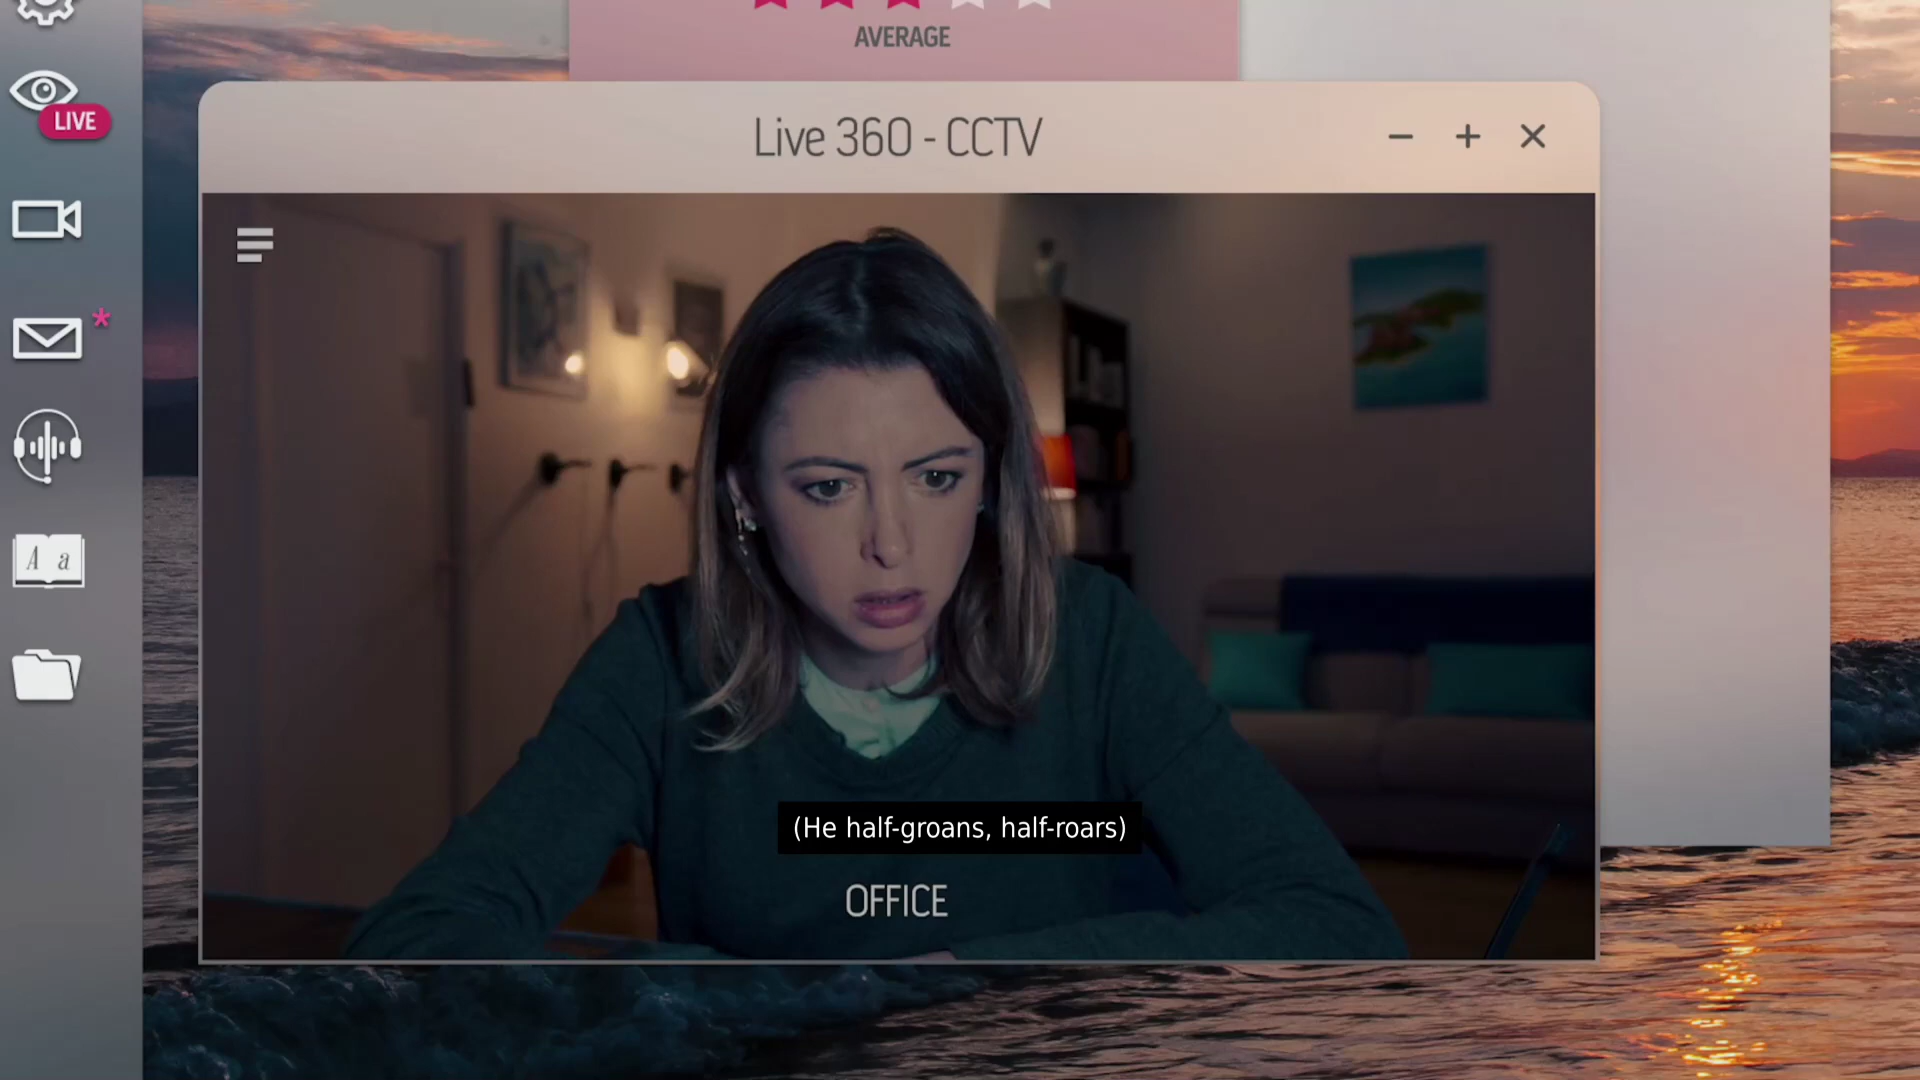 AVERAGE
LIVE
Live 360 - CCTV
A a
(He half-groans, half-roars)
OFFICE